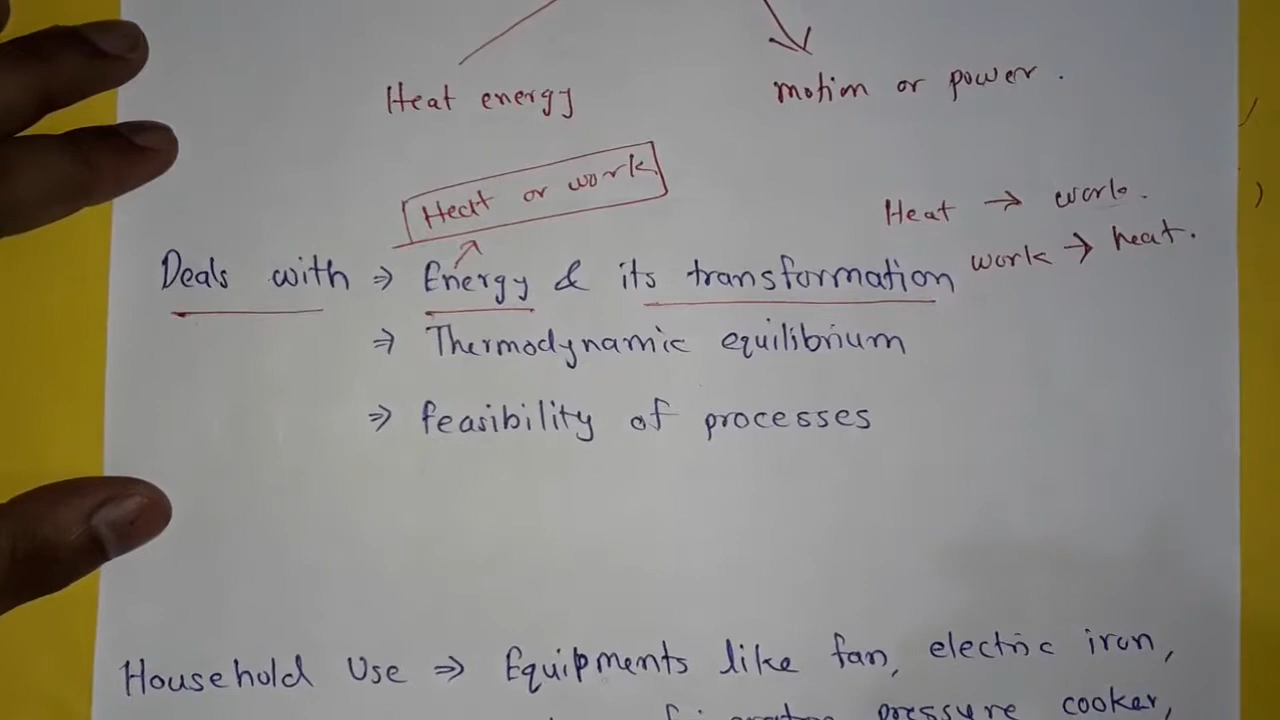 Heat energy
motion or power.
Heat or work
Heat → work.
work → heat.
Deals with ⇒ Energy & its transformation
⇒ Thermodynamic equilibrium
⇒ feasibility of processes
Household Use ⇒ Equipments like fan, electric iron,
pressure cooker,